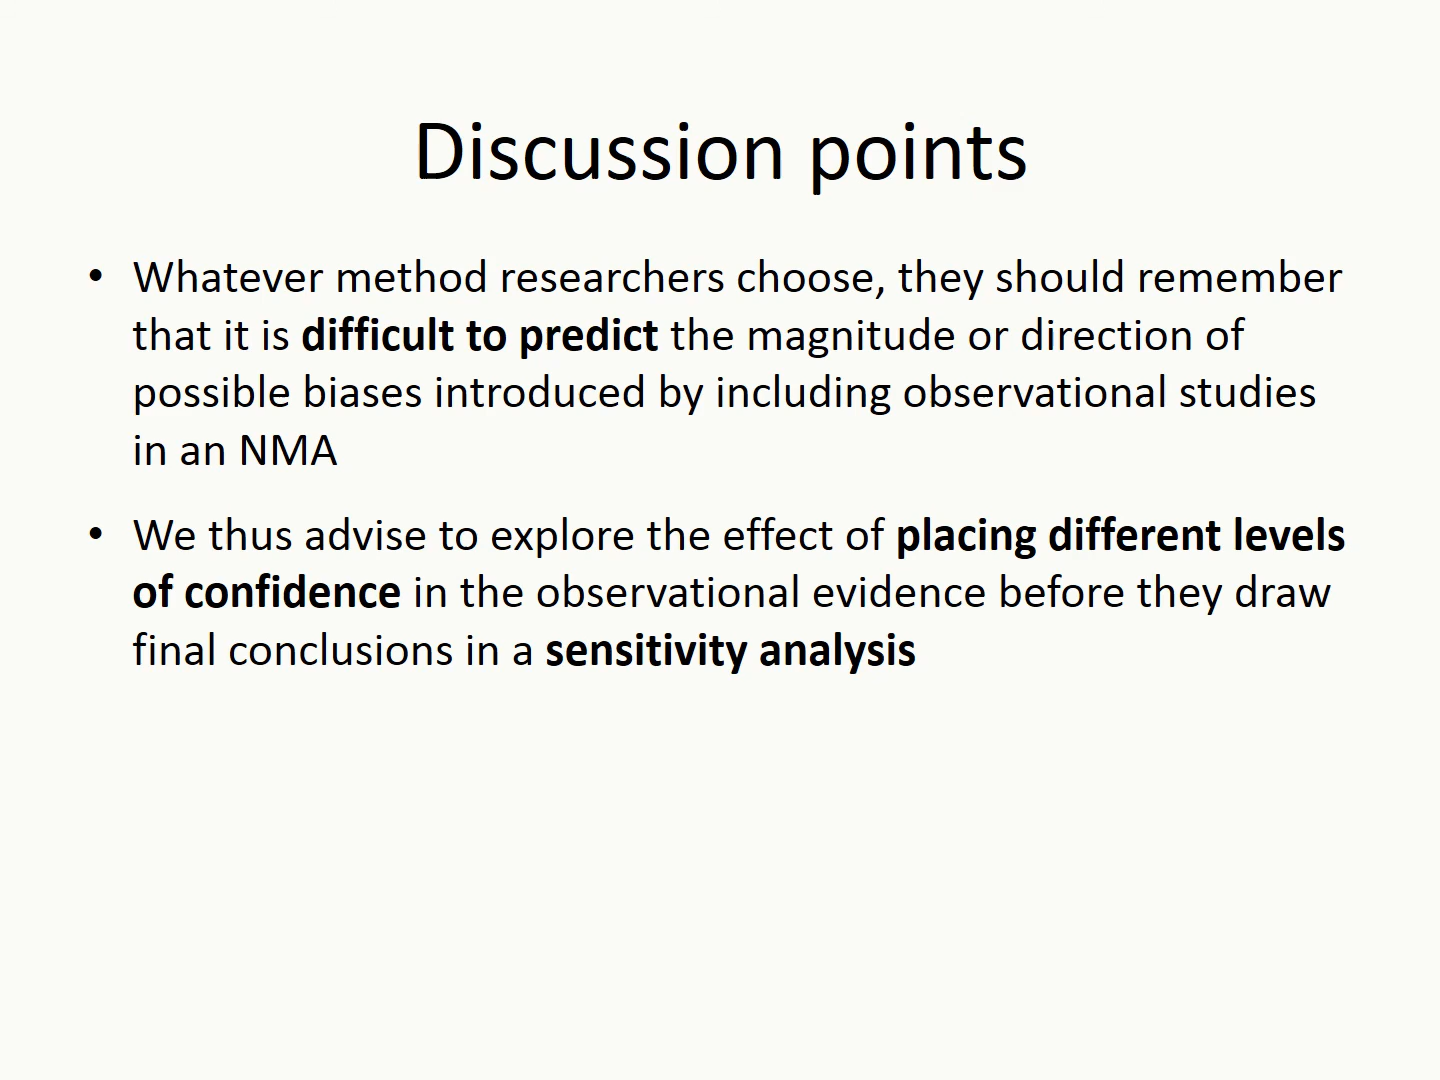 Discussion points
• Whatever method researchers choose, they should remember
that it is difficult to predict the magnitude or direction of
possible biases introduced by including observational studies
in an NMA
• We thus advise to explore the effect of placing different levels
of confidence in the observational evidence before they draw
final conclusions in a sensitivity analysis